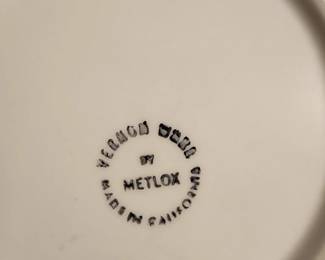 VERNON WARE
BY
METLOX
MADE IN CALIFORNIA